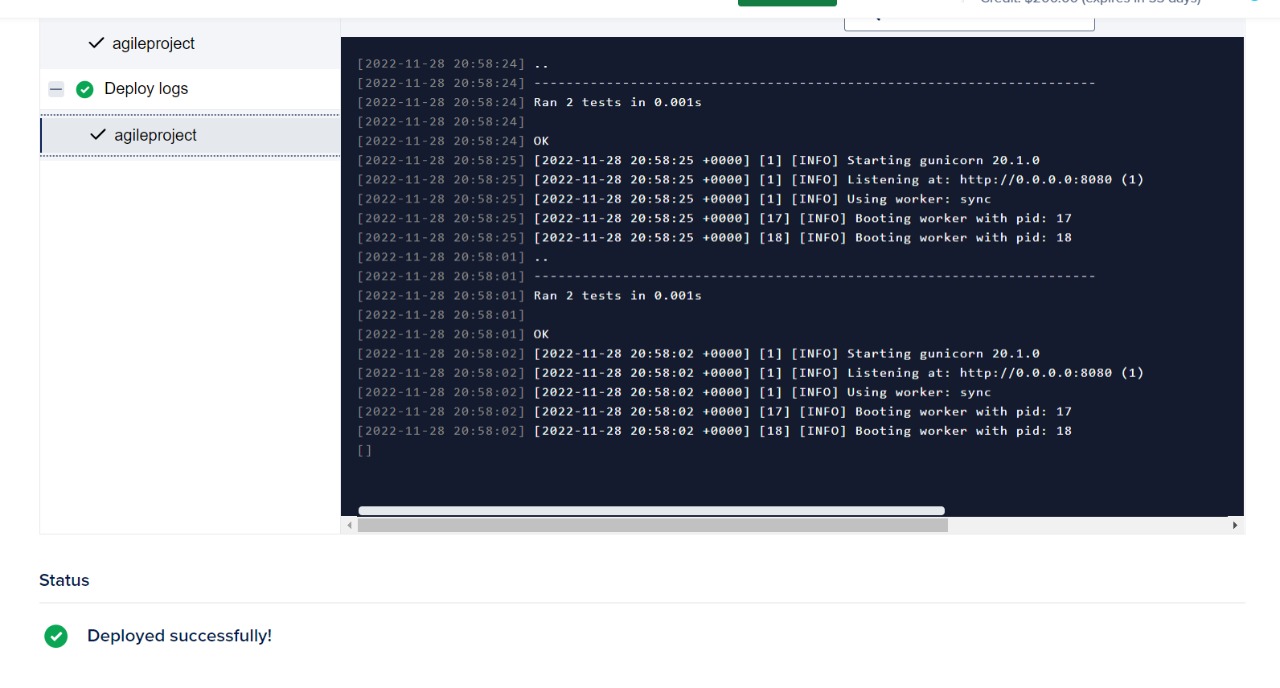 Credit: $200.00 (expires in 33 days)
agileproject
Deploy logs
agileproject
[2022-11-28 20:58:24] ..
[2022-11-28 20:58:24] ----------------------------------------------------------------------
[2022-11-28 20:58:24] Ran 2 tests in 0.001s
[2022-11-28 20:58:24]
[2022-11-28 20:58:24] OK
[2022-11-28 20:58:25] [2022-11-28 20:58:25 +0000] [1] [INFO] Starting gunicorn 20.1.0
[2022-11-28 20:58:25] [2022-11-28 20:58:25 +0000] [1] [INFO] Listening at: http://0.0.0.0:8080 (1)
[2022-11-28 20:58:25] [2022-11-28 20:58:25 +0000] [1] [INFO] Using worker: sync
[2022-11-28 20:58:25] [2022-11-28 20:58:25 +0000] [17] [INFO] Booting worker with pid: 17
[2022-11-28 20:58:25] [2022-11-28 20:58:25 +0000] [18] [INFO] Booting worker with pid: 18
[2022-11-28 20:58:01] ..
[2022-11-28 20:58:01] ----------------------------------------------------------------------
[2022-11-28 20:58:01] Ran 2 tests in 0.001s
[2022-11-28 20:58:01]
[2022-11-28 20:58:01] OK
[2022-11-28 20:58:02] [2022-11-28 20:58:02 +0000] [1] [INFO] Starting gunicorn 20.1.0
[2022-11-28 20:58:02] [2022-11-28 20:58:02 +0000] [1] [INFO] Listening at: http://0.0.0.0:8080 (1)
[2022-11-28 20:58:02] [2022-11-28 20:58:02 +0000] [1] [INFO] Using worker: sync
[2022-11-28 20:58:02] [2022-11-28 20:58:02 +0000] [17] [INFO] Booting worker with pid: 17
[2022-11-28 20:58:02] [2022-11-28 20:58:02 +0000] [18] [INFO] Booting worker with pid: 18
[]
Status
Deployed successfully!